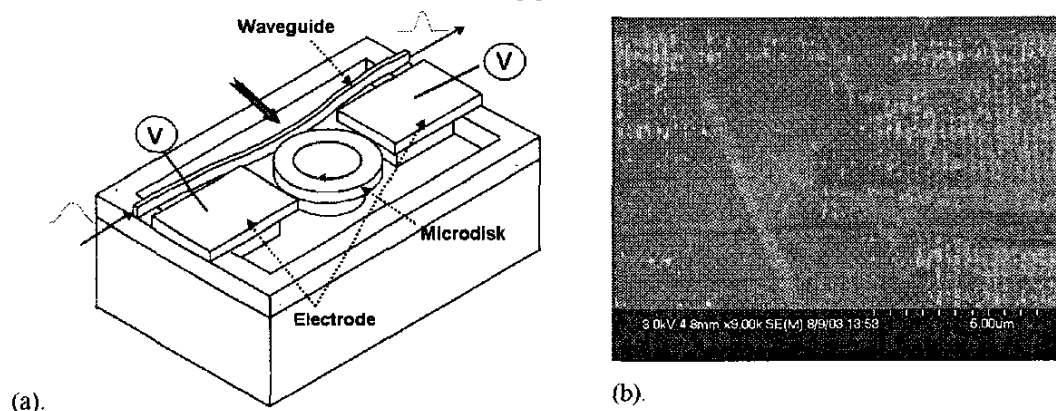 Waveguide
V
V
Microdisk
Electrode
3.0kV 4.8mm x9.00k SE(M) 8/9/03 13:53
5.00um
(a).
(b).